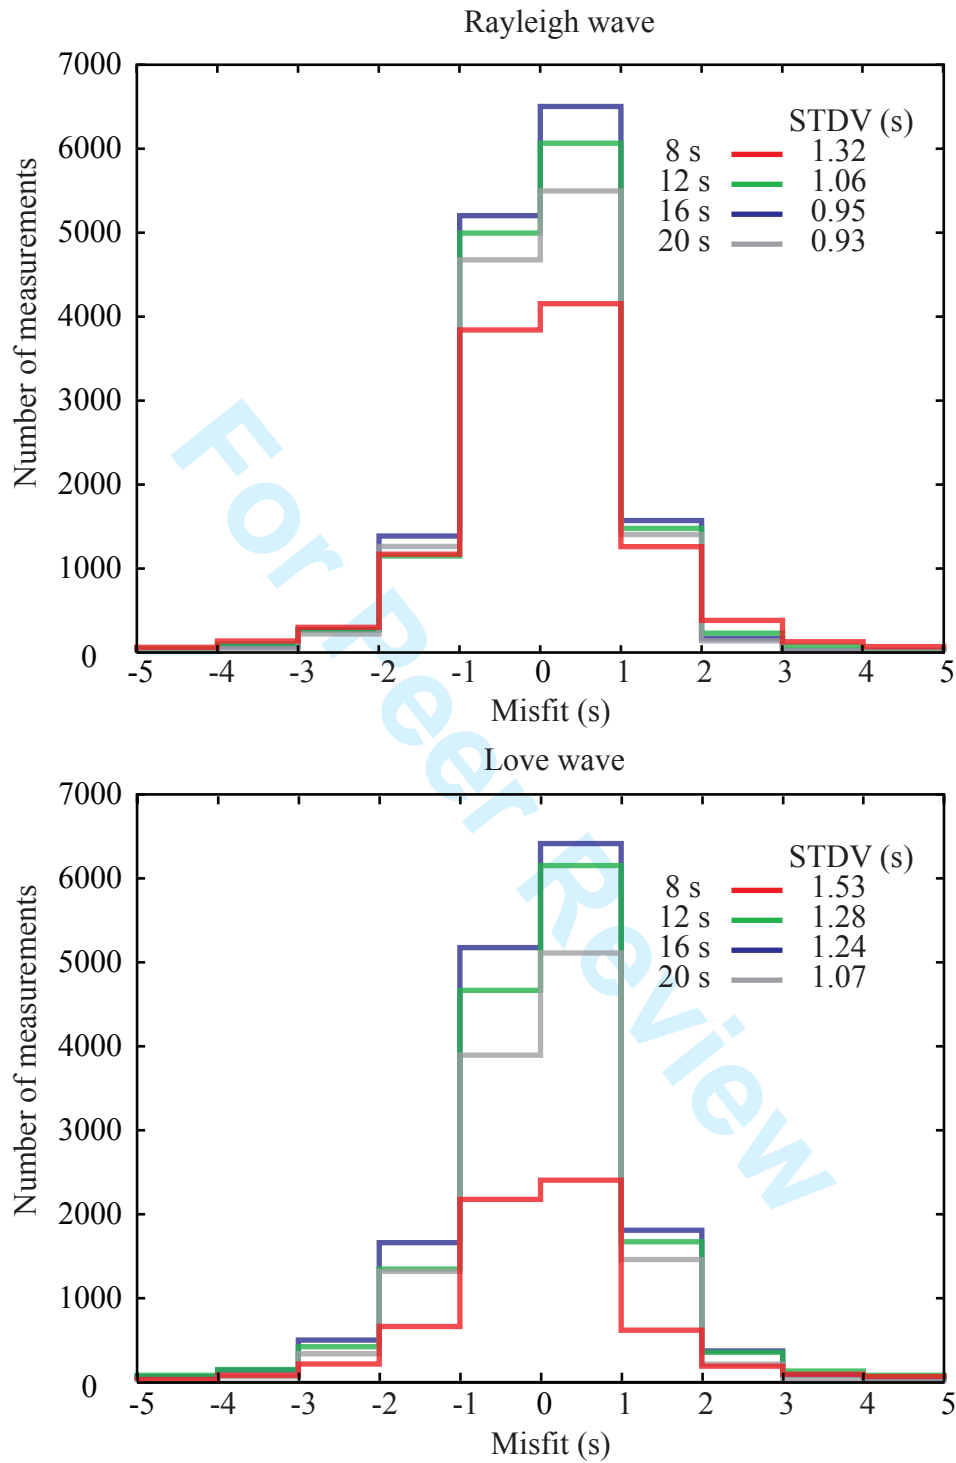 Rayleigh wave
7000
6000
5000
4000
3000
2000
1000
0
Number of measurements
STDV (s)
8 s 1.32
12 s 1.06
16 s 0.95
20 s 0.93
-5 -4 -3 -2 -1 0 1 2 3 4 5
Misfit (s)
For Peer Review
Love wave
7000
6000
5000
4000
3000
2000
1000
0
Number of measurements
STDV (s)
8 s 1.53
12 s 1.28
16 s 1.24
20 s 1.07
-5 -4 -3 -2 -1 0 1 2 3 4 5
Misfit (s)